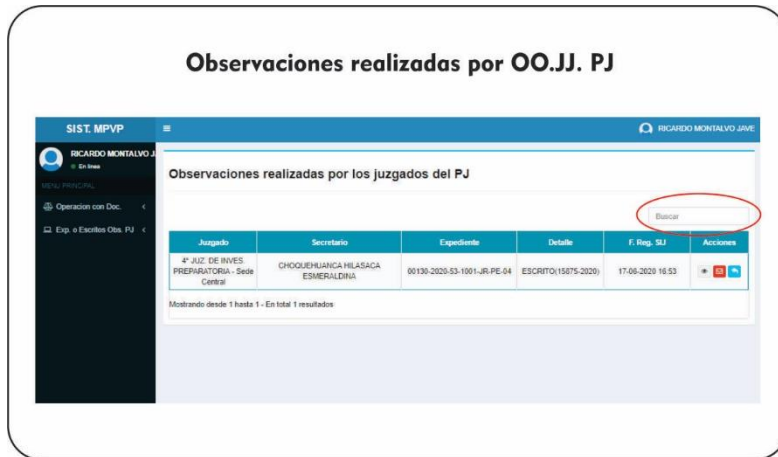 Observaciones realizadas por OO.JJ. PJ
SIST. MPVP
RICARDO MONTALVO JAVE
RICARDO MONTALVO J
En línea
MENU PRINCIPAL
Operacion con Doc.
Exp. o Escritos Obs. PJ
Observaciones realizadas por los juzgados del PJ
Buscar
Juzgado Secretario Expediente Detalle F. Reg. SIJ Acciones
4° JUZ. DE INVES.
PREPARATORIA - Sede
Central
CHOQUEHUANCA HILASACA
ESMERALDINA
00130-2020-53-1001-JR-PE-04
ESCRITO(15875-2020)
17-06-2020 16:53
Mostrando desde 1 hasta 1 - En total 1 resultados